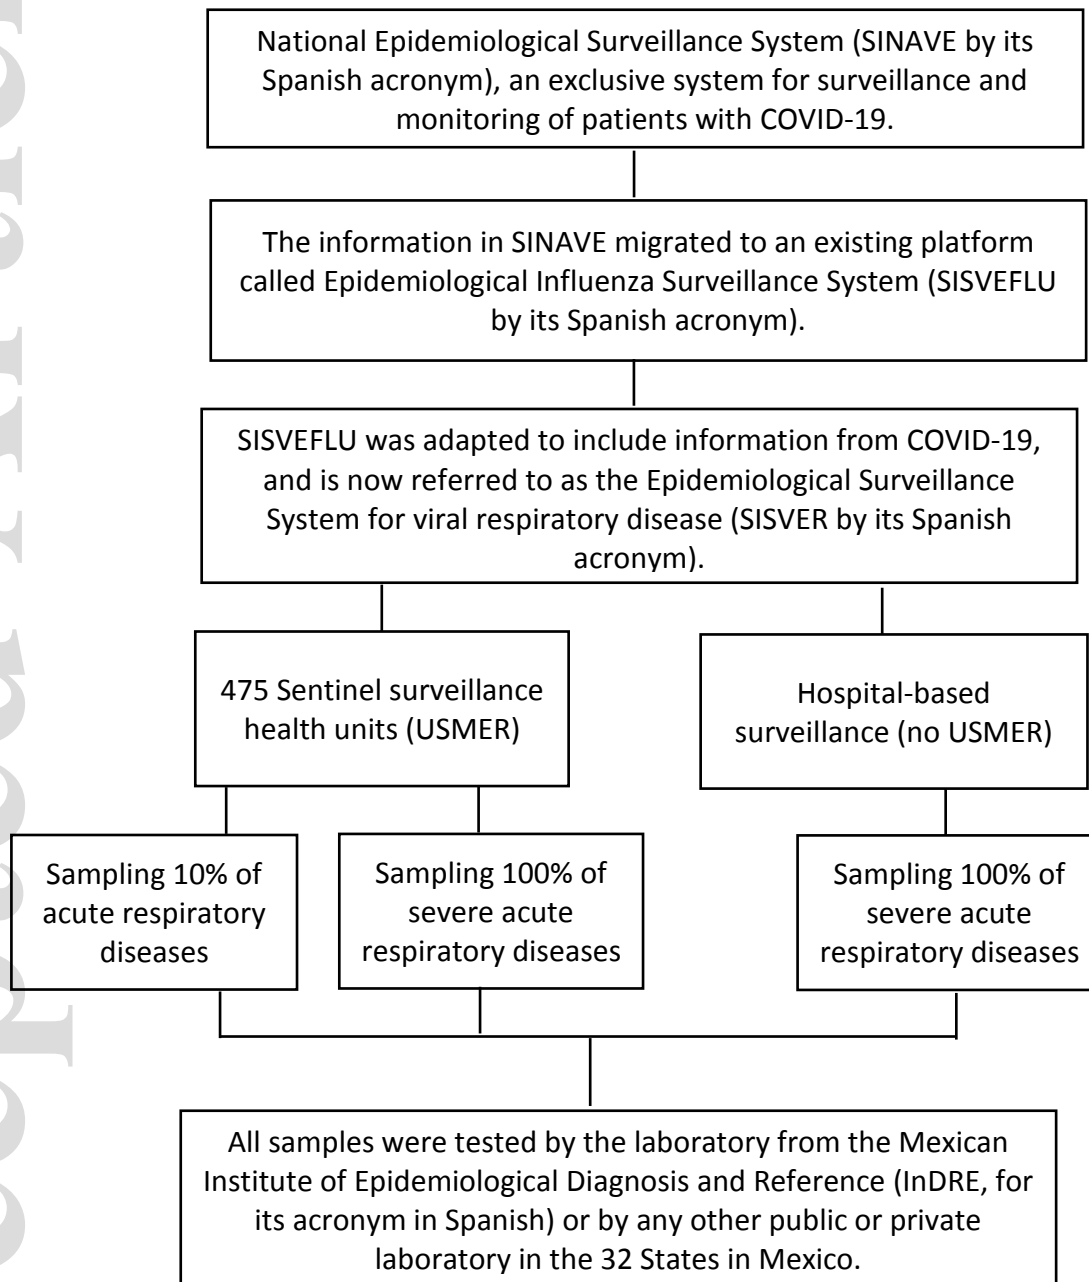 National Epidemiological Surveillance System (SINAVE by its
Spanish acronym), an exclusive system for surveillance and
monitoring of patients with COVID-19.
The information in SINAVE migrated to an existing platform
called Epidemiological Influenza Surveillance System (SISVEFLU
by its Spanish acronym).
SISVEFLU was adapted to include information from COVID-19,
and is now referred to as the Epidemiological Surveillance
System for viral respiratory disease (SISVER by its Spanish
acronym).
475 Sentinel surveillance
health units (USMER)
Hospital-based
surveillance (no USMER)
Sampling 10% of
acute respiratory
diseases
Sampling 100% of
severe acute
respiratory diseases
Sampling 100% of
severe acute
respiratory diseases
All samples were tested by the laboratory from the Mexican
Institute of Epidemiological Diagnosis and Reference (InDRE, for
its acronym in Spanish) or by any other public or private
laboratory in the 32 States in Mexico.